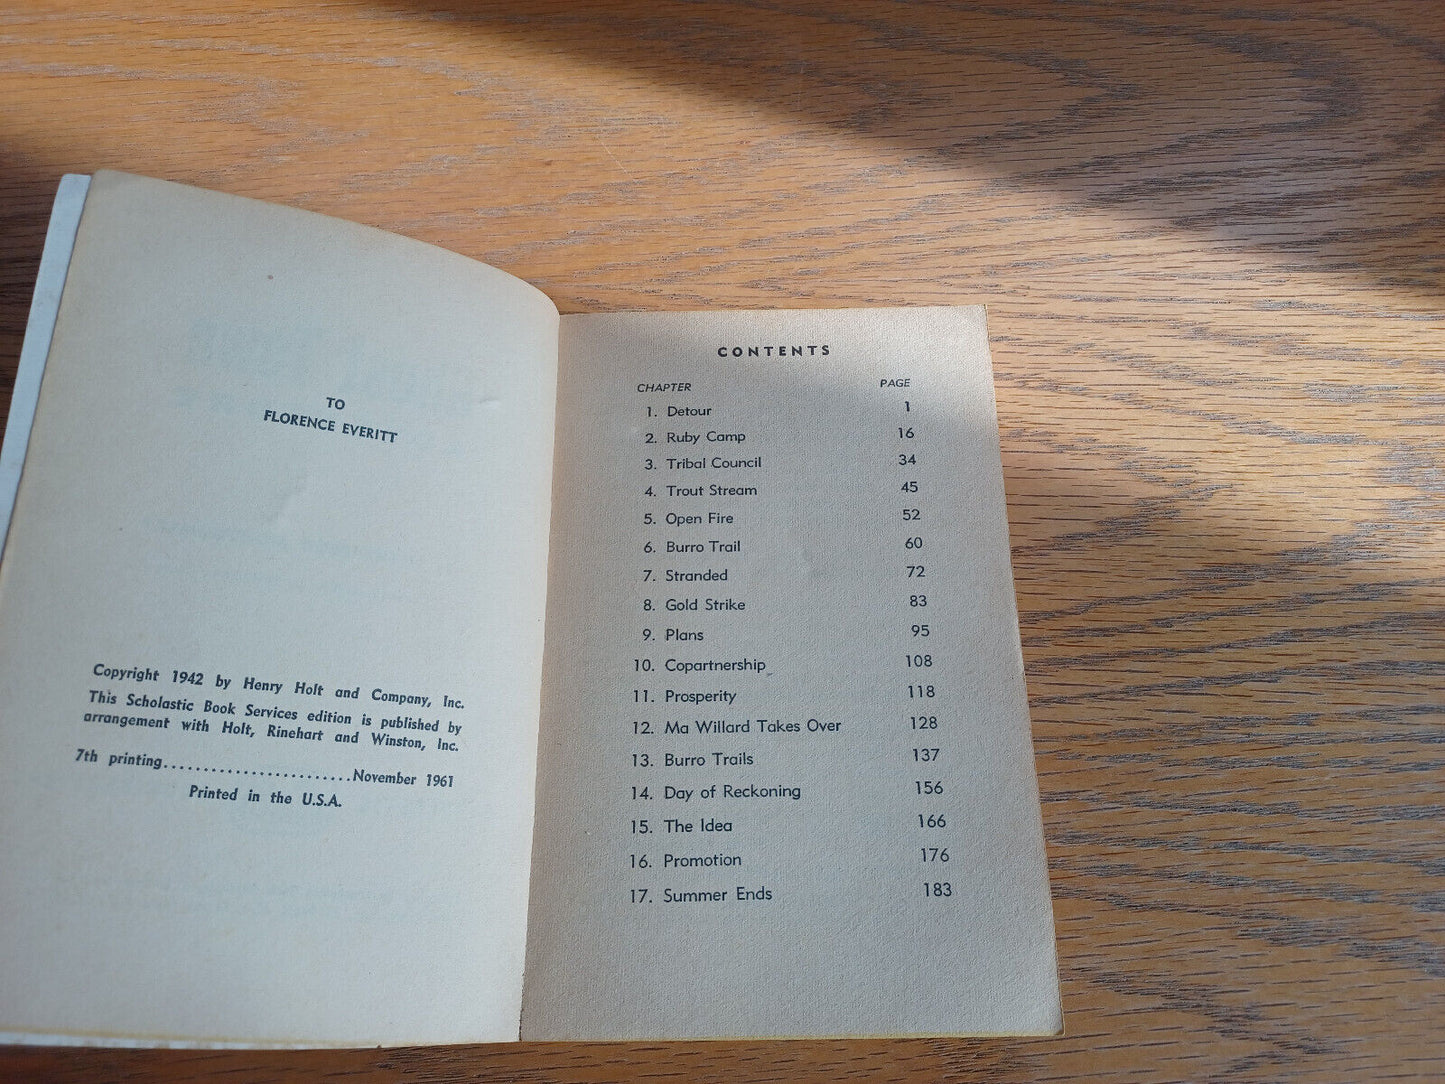 TO
FLORENCE EVERITT
Copyright 1942 by Henry Holt and Company, Inc.
This Scholastic Book Services edition is published by
arrangement with Holt, Rinehart and Winston, Inc.
7th printing........................November 1961
Printed in the U.S.A.
CONTENTS
CHAPTER PAGE
1. Detour 1
2. Ruby Camp 16
3. Tribal Council 34
4. Trout Stream 45
5. Open Fire 52
6. Burro Trail 60
7. Stranded 72
8. Gold Strike 83
9. Plans 95
10. Copartnership 108
11. Prosperity 118
12. Ma Willard Takes Over 128
13. Burro Trails 137
14. Day of Reckoning 156
15. The Idea 166
16. Promotion 176
17. Summer Ends 183